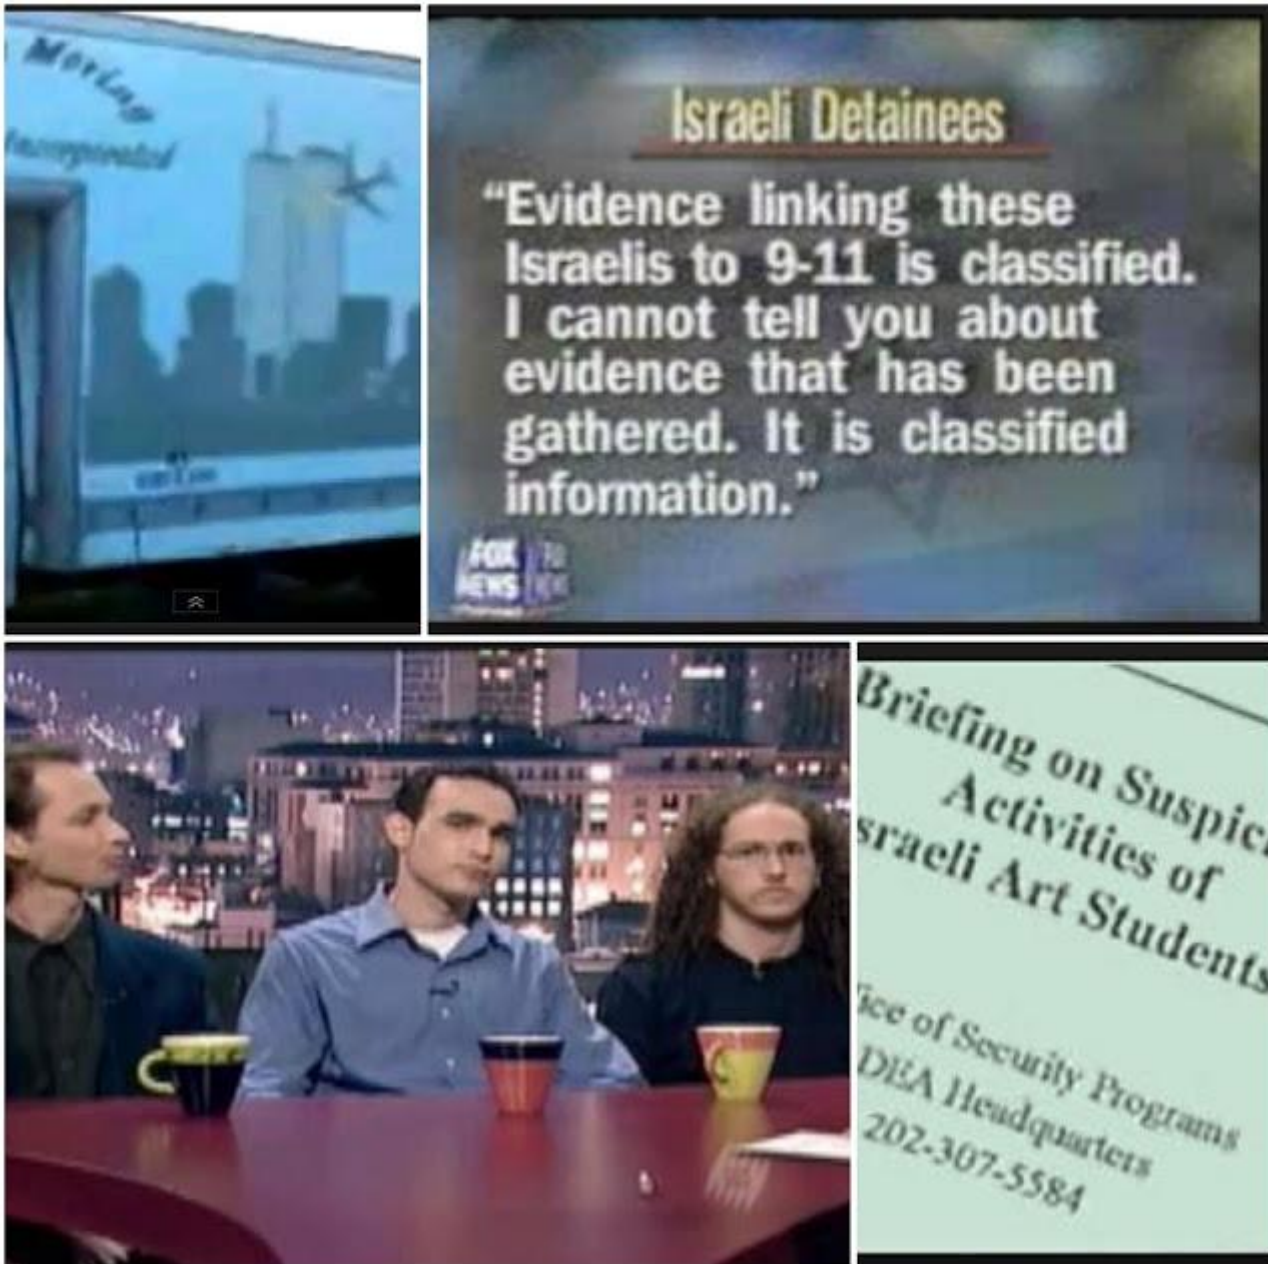 Moving
Incorporated
Israeli Detainees
“Evidence linking these
Israelis to 9-11 is classified.
I cannot tell you about
evidence that has been
gathered. It is classified
information.”
FOX
NEWS
Briefing on Suspic
Activities of
sraeli Art Students
ice of Security Programs
DEA Headquarters
202-307-5584